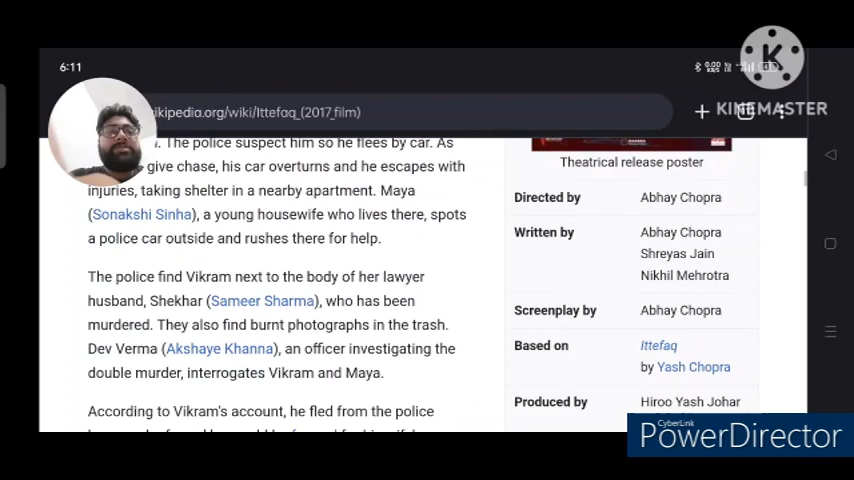 6:11
KINEMASTER
ikipedia.org/wiki/Ittefaq_(2017_film)
The police suspect him so he flees by car. As
give chase, his car overturns and he escapes with
injuries, taking shelter in a nearby apartment. Maya
(Sonakshi Sinha), a young housewife who lives there, spots
a police car outside and rushes there for help.
The police find Vikram next to the body of her lawyer
husband, Shekhar (Sameer Sharma), who has been
murdered. They also find burnt photographs in the trash.
Dev Verma (Akshaye Khanna), an officer investigating the
double murder, interrogates Vikram and Maya.
According to Vikram's account, he fled from the police
Theatrical release poster
Directed by Abhay Chopra
Written by Abhay Chopra
Shreyas Jain
Nikhil Mehrotra
Screenplay by Abhay Chopra
Based on Ittefaq
by Yash Chopra
Produced by Hiroo Yash Johar
CyberLink
PowerDirector